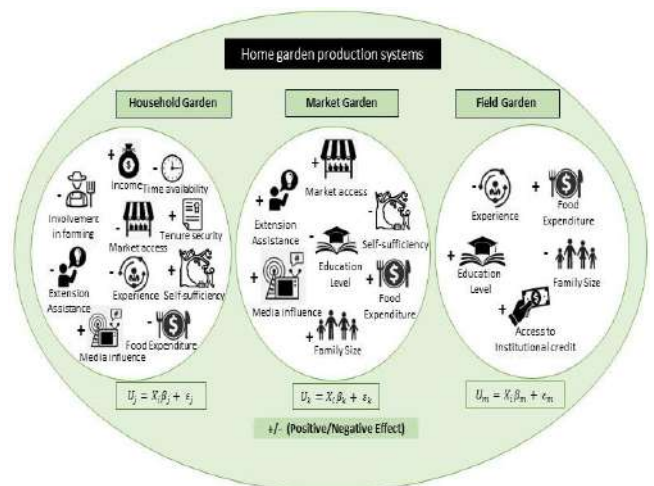 Home garden production systems
Household Garden
Market Garden
Field Garden
+
Income
-
Time availability
-
Involvement
in forming
-
Market access
+
Tenure security
-
Extension
Assistance
-
Experience
+
Self-sufficiency
+
Media influence
-
Food Expenditure
+
Market access
+
Extension
Assistance
-
Self-sufficiency
-
Education
Level
+
Media influence
+
Food
Expenditure
+
Family Size
-
Experience
+
Food
Expenditure
+
Education
Level
-
Family Size
+
Access to
Institutional credit
U_j = X_iβ_j + ε_j
U_k = X_iβ_k + ε_k
U_m = X_iβ_m + ε_m
+/- (Positive/Negative Effect)